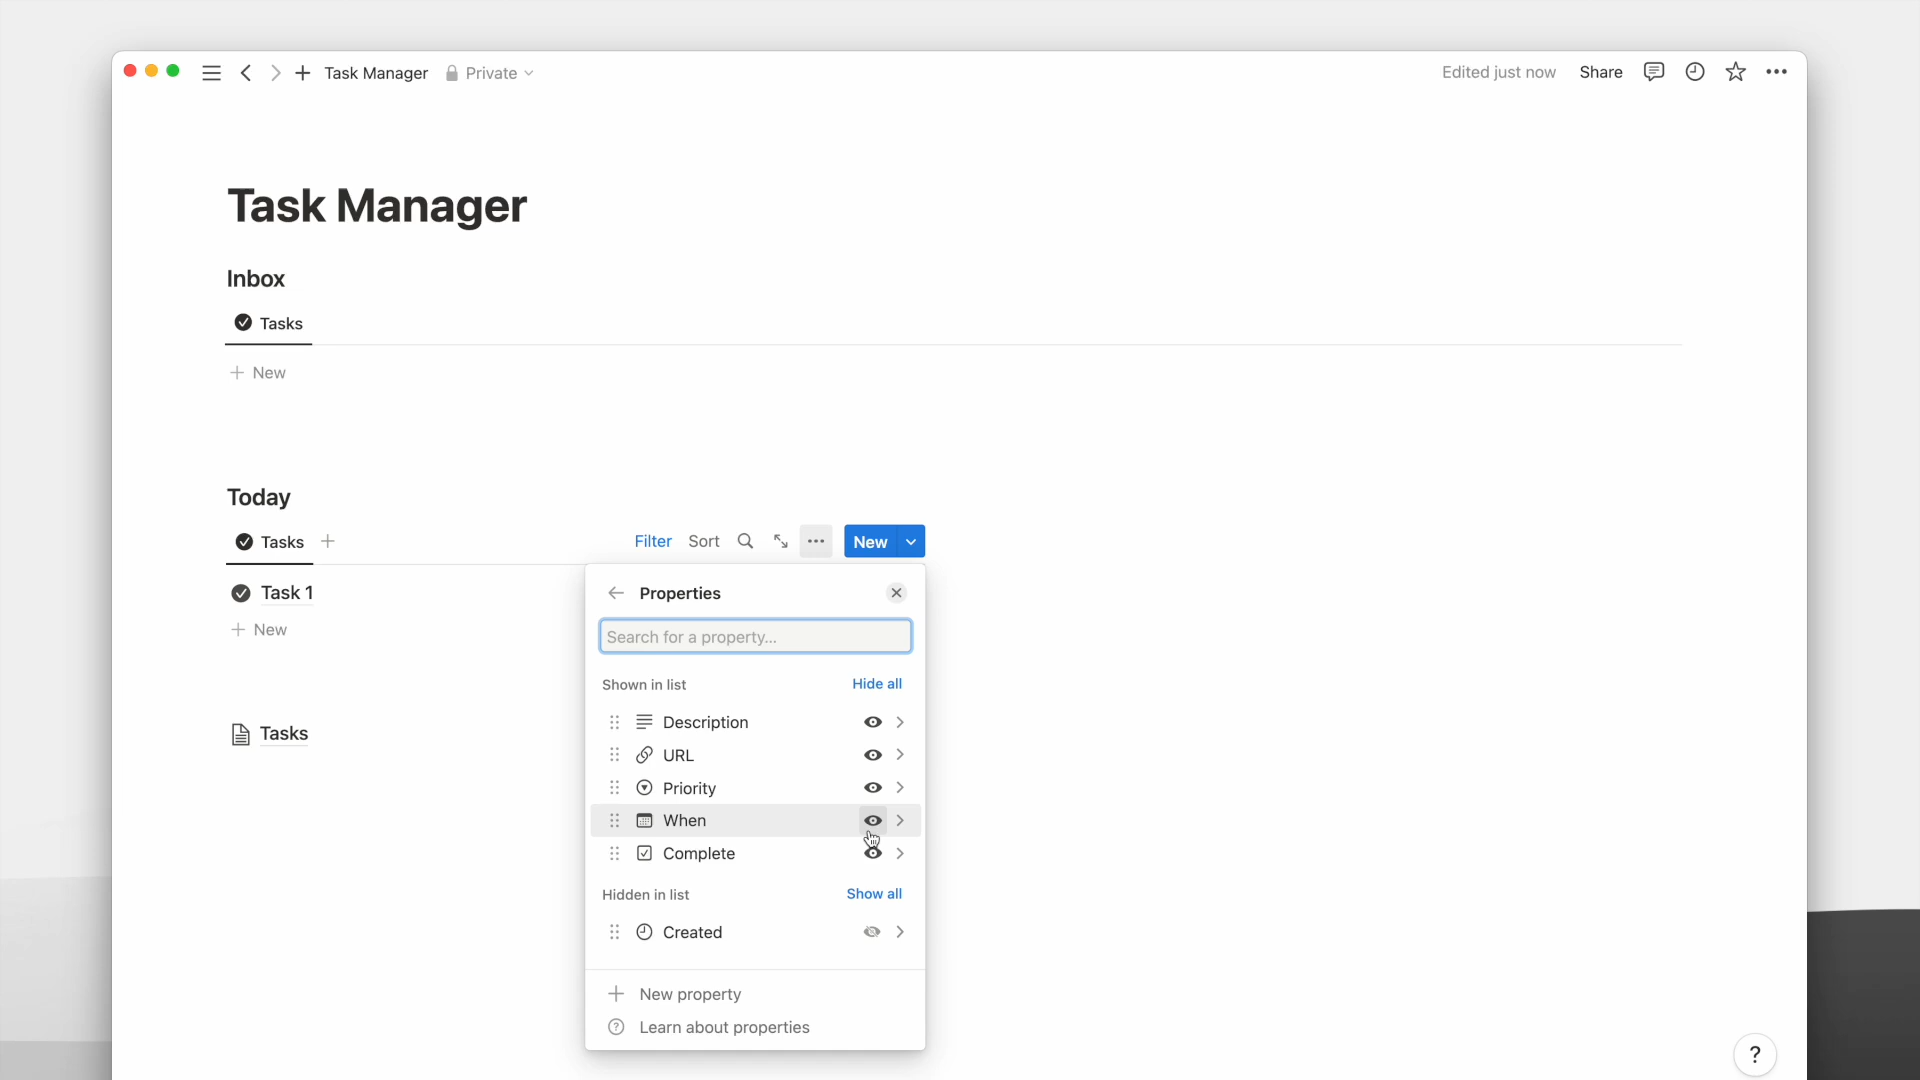 Task Manager Private
Edited just now Share
Task Manager
Inbox
Tasks
New
Today
Tasks
Filter Sort New
Task 1
New
Tasks
Properties
Search for a property...
Shown in list Hide all
Description
URL
Priority
When
Complete
Hidden in list Show all
Created
New property
? Learn about properties
?